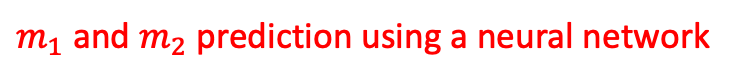 m₁ and m₂ prediction using a neural network